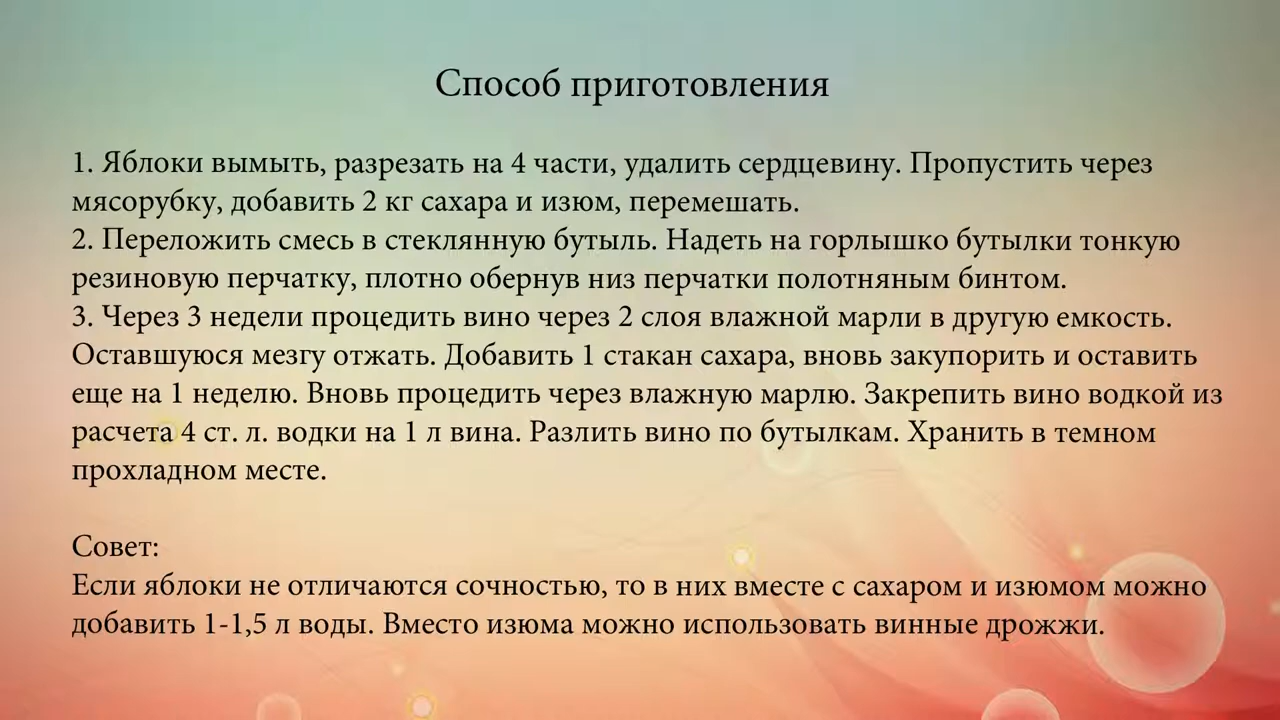 Способ приготовления
1. Яблоки вымыть, разрезать на 4 части, удалить сердцевину. Пропустить через
мясорубку, добавить 2 кг сахара и изюм, перемешать.
2. Переложить смесь в стеклянную бутыль. Надеть на горлышко бутылки тонкую
резиновую перчатку, плотно обернув низ перчатки полотняным бинтом.
3. Через 3 недели процедить вино через 2 слоя влажной марли в другую емкость.
Оставшуюся мезгу отжать. Добавить 1 стакан сахара, вновь закупорить и оставить
еще на 1 неделю. Вновь процедить через влажную марлю. Закрепить вино водкой из
расчета 4 ст. л. водки на 1 л вина. Разлить вино по бутылкам. Хранить в темном
прохладном месте.
Совет:
Если яблоки не отличаются сочностью, то в них вместе с сахаром и изюмом можно
добавить 1-1,5 л воды. Вместо изюма можно использовать винные дрожжи.